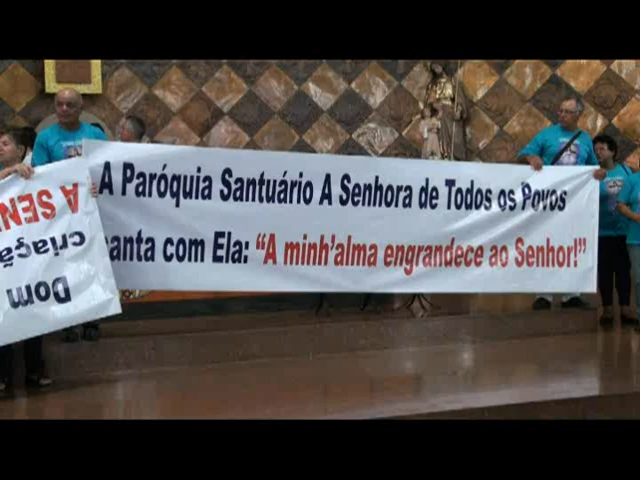 A Paróquia Santuário A Senhora de Todos os Povos
canta com Ela: “A minh’alma engrandece ao Senhor!”
A SEN
criaçã
Dom